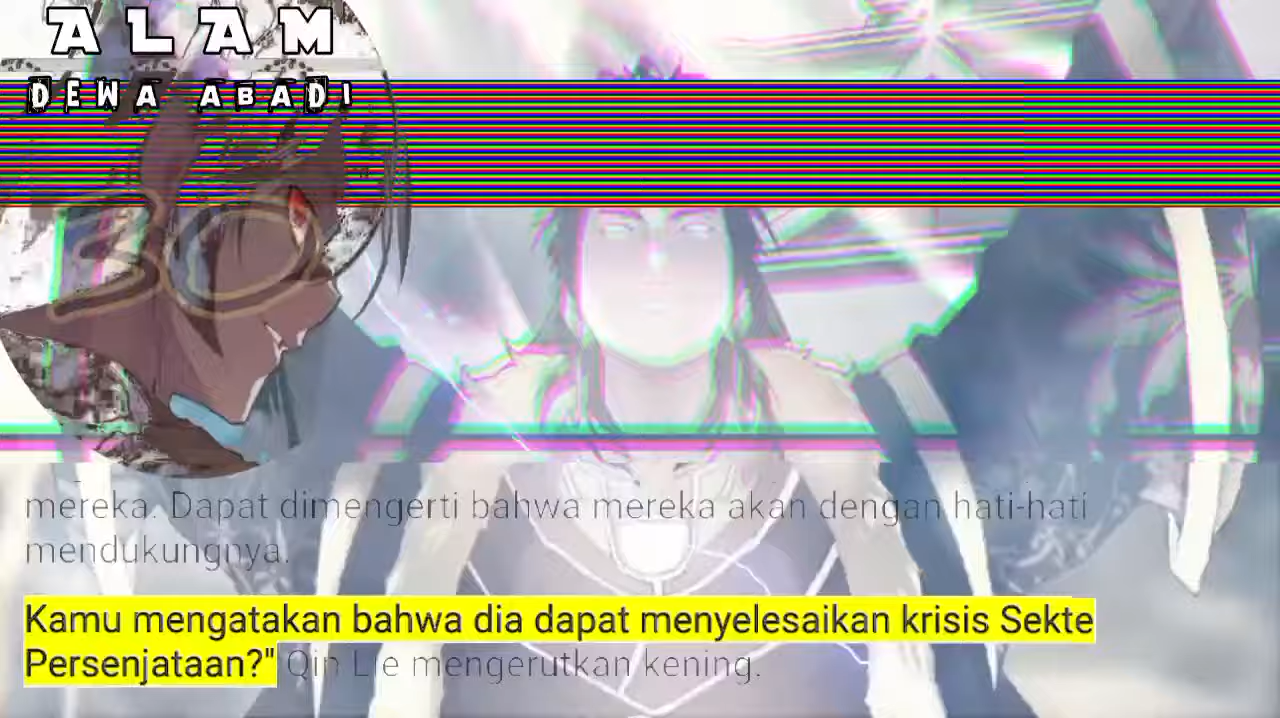 ALAM
DEWA ABADI
30
mereka. Dapat dimengerti bahwa mereka akan dengan hati-hati
mendukungnya.
Kamu mengatakan bahwa dia dapat menyelesaikan krisis Sekte
Persenjataan?" Qin Lie mengerutkan kening.